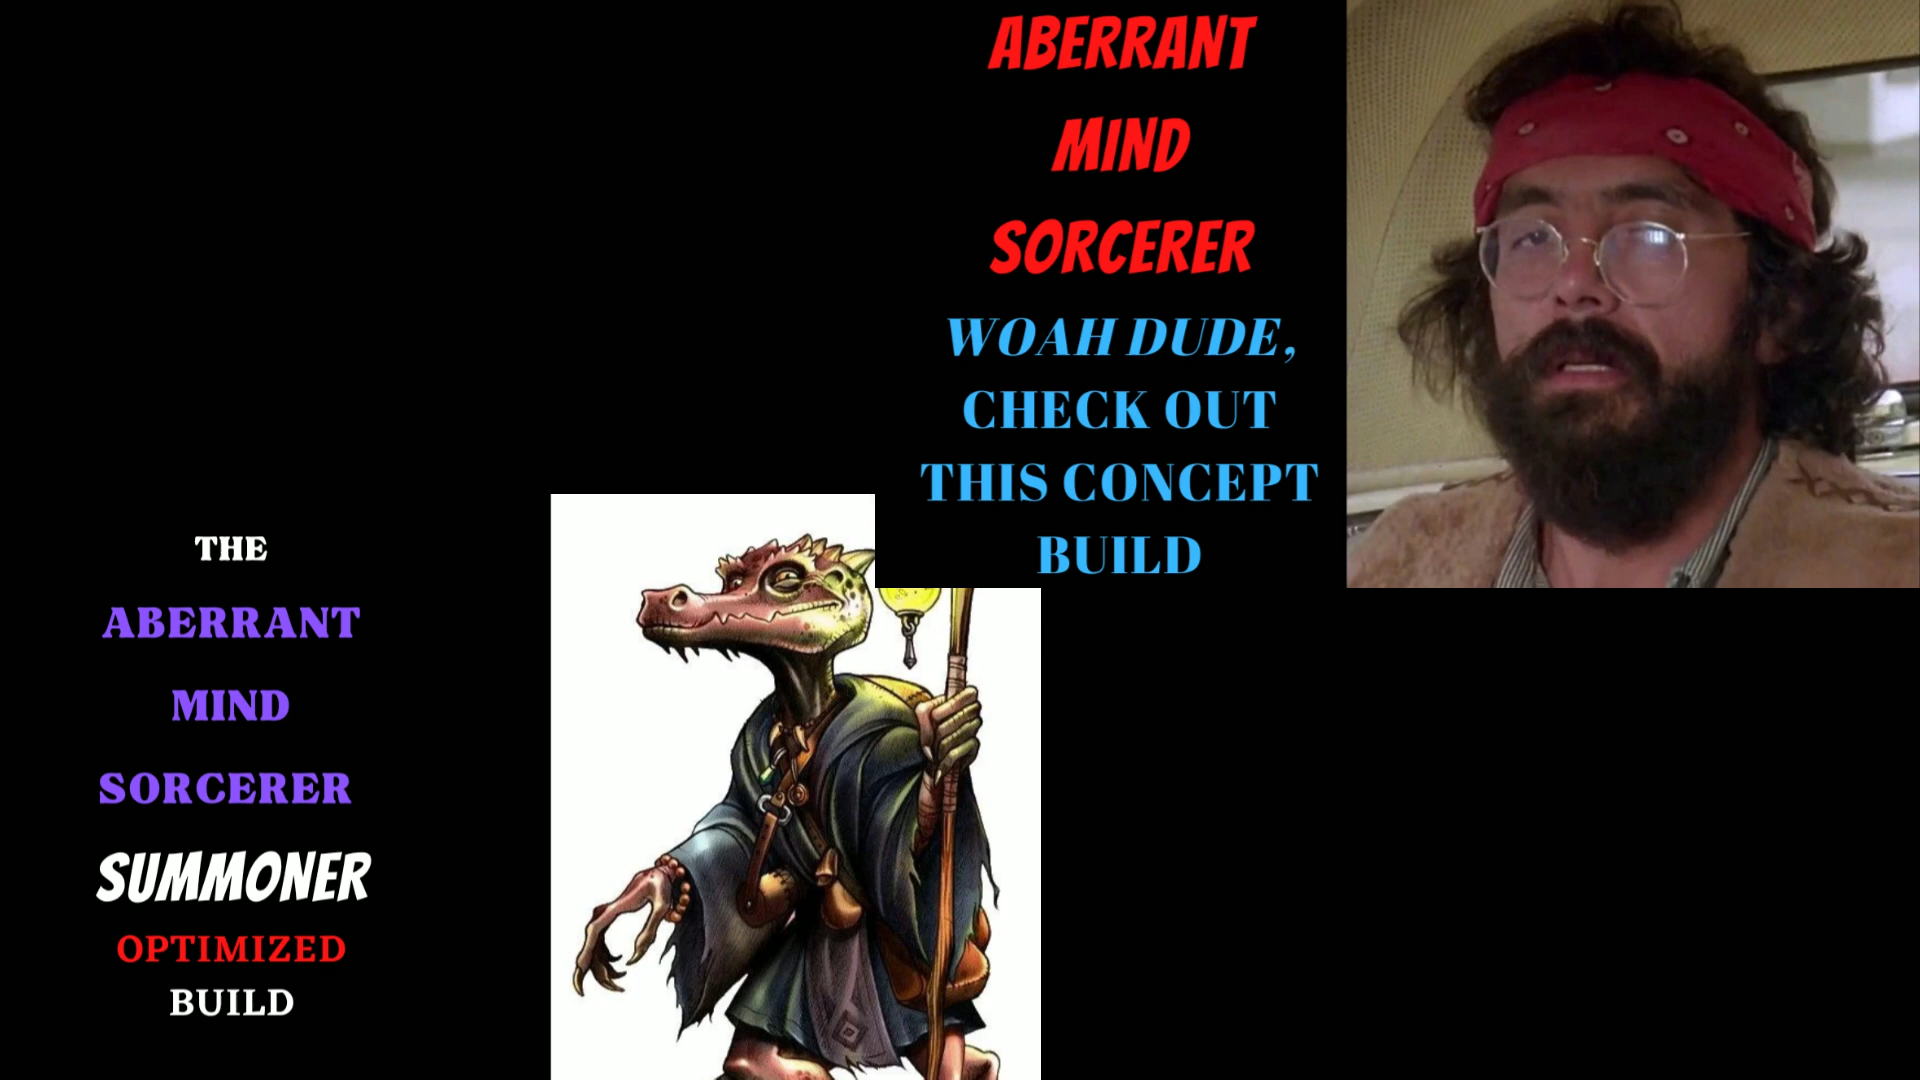 ABERRANT
MIND
SORCERER
WOAH DUDE,
CHECK OUT
THIS CONCEPT
BUILD
THE
ABERRANT
MIND
SORCERER
SUMMONER
OPTIMIZED
BUILD